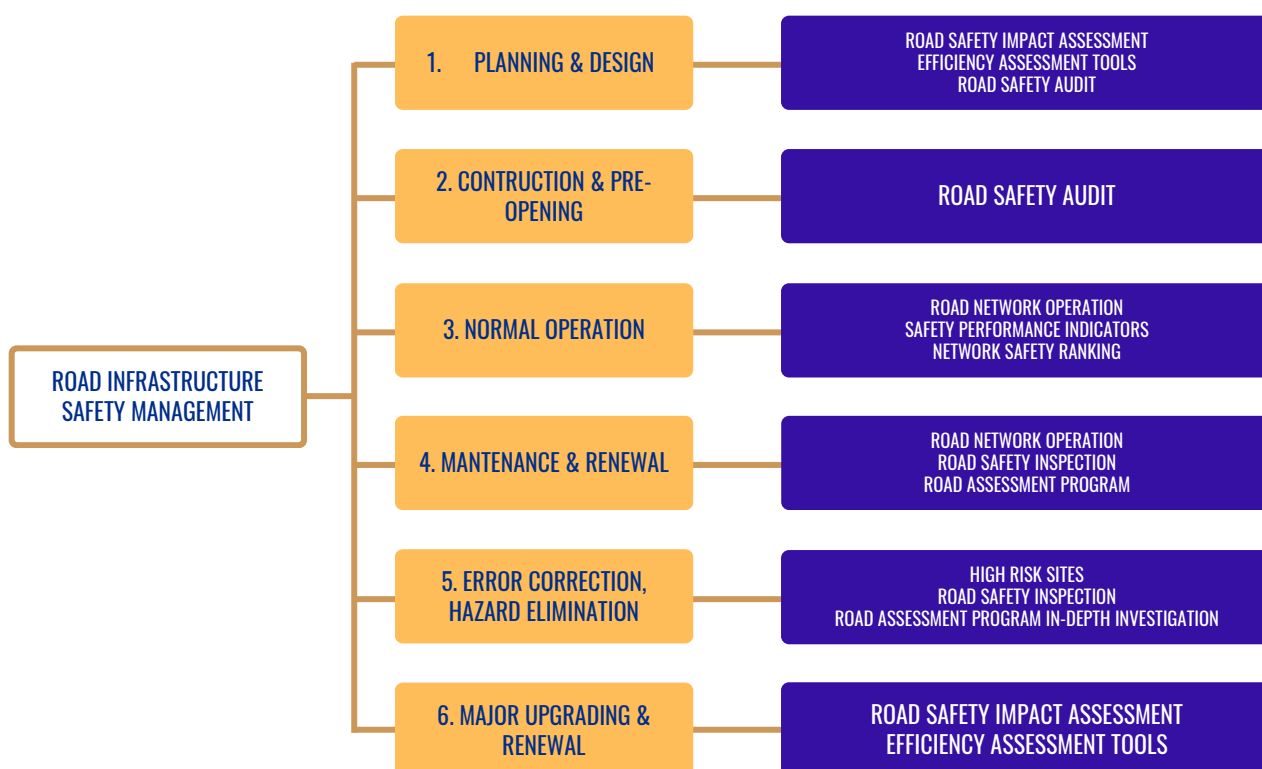 ROAD INFRASTRUCTURE
SAFETY MANAGEMENT
1. PLANNING & DESIGN
ROAD SAFETY IMPACT ASSESSMENT
EFFICIENCY ASSESSMENT TOOLS
ROAD SAFETY AUDIT
2. CONTRUCTION & PRE-
OPENING
ROAD SAFETY AUDIT
3. NORMAL OPERATION
ROAD NETWORK OPERATION
SAFETY PERFORMANCE INDICATORS
NETWORK SAFETY RANKING
4. MANTENANCE & RENEWAL
ROAD NETWORK OPERATION
ROAD SAFETY INSPECTION
ROAD ASSESSMENT PROGRAM
5. ERROR CORRECTION,
HAZARD ELIMINATION
HIGH RISK SITES
ROAD SAFETY INSPECTION
ROAD ASSESSMENT PROGRAM IN-DEPTH INVESTIGATION
6. MAJOR UPGRADING &
RENEWAL
ROAD SAFETY IMPACT ASSESSMENT
EFFICIENCY ASSESSMENT TOOLS